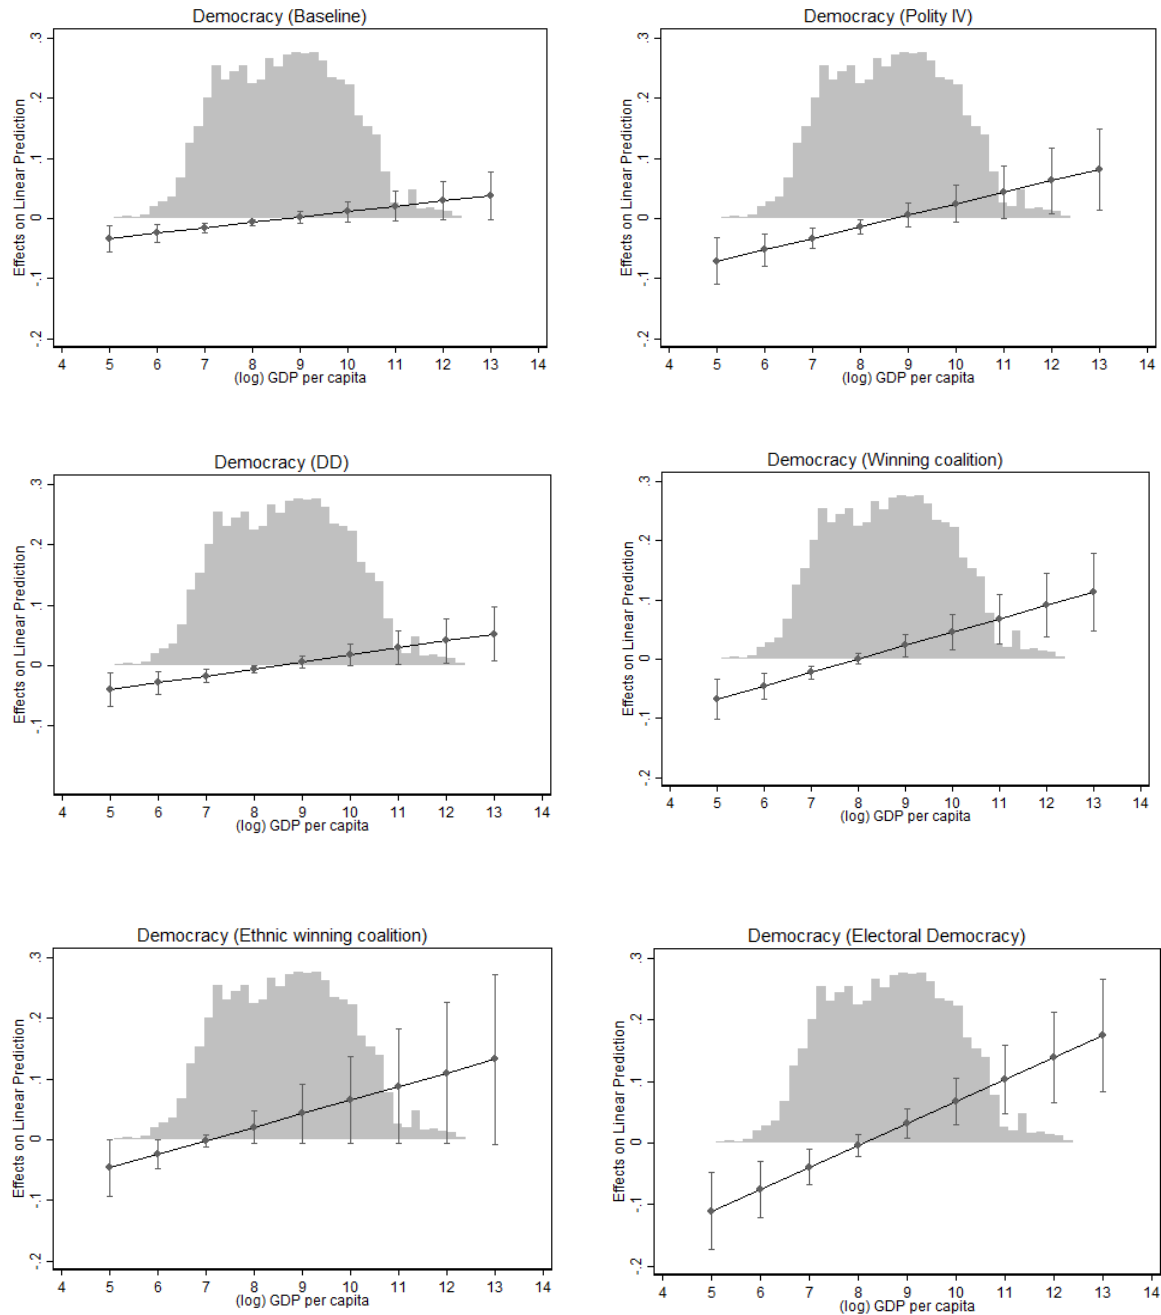 Democracy (Baseline)
Effects on Linear Prediction
.3
.2
.1
0
-.1
-.2
4 5 6 7 8 9 10 11 12 13 14
(log) GDP per capita
Democracy (Polity IV)
Effects on Linear Prediction
.3
.2
.1
0
-.1
-.2
4 5 6 7 8 9 10 11 12 13 14
(log) GDP per capita
Democracy (DD)
Effects on Linear Prediction
.3
.2
.1
0
-.1
4 5 6 7 8 9 10 11 12 13 14
(log) GDP per capita
Democracy (Winning coalition)
Effects on Linear Prediction
.3
.2
.1
0
-.1
-.2
4 5 6 7 8 9 10 11 12 13 14
(log) GDP per capita
Democracy (Ethnic winning coalition)
Effects on Linear Prediction
.3
.2
.1
0
-.1
-.2
4 5 6 7 8 9 10 11 12 13 14
(log) GDP per capita
Democracy (Electoral Democracy)
Effects on Linear Prediction
.3
.2
.1
0
-.1
-.2
4 5 6 7 8 9 10 11 12 13 14
(log) GDP per capita